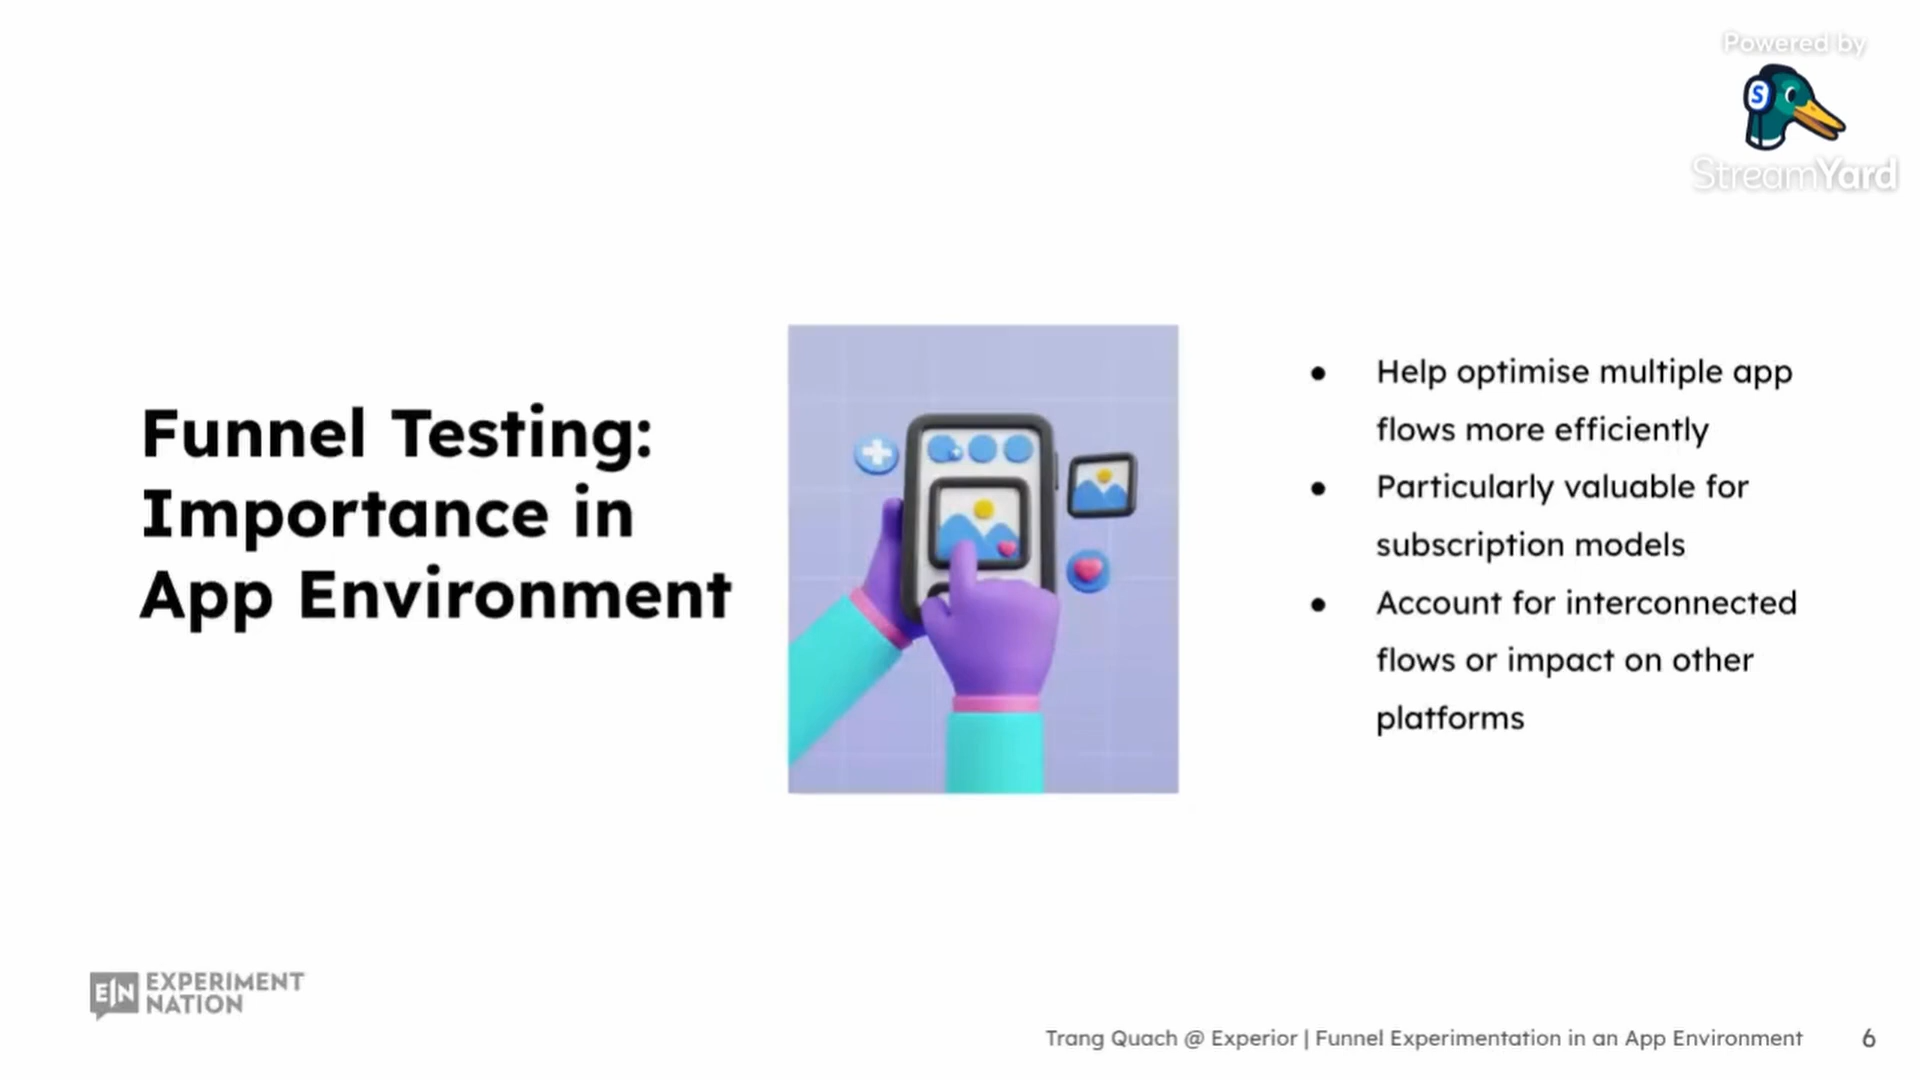 Powered by
S
StreamYard
Funnel Testing:
Importance in
App Environment
● Help optimise multiple app
flows more efficiently
● Particularly valuable for
subscription models
● Account for interconnected
flows or impact on other
platforms
E|N EXPERIMENT
NATION
Trang Quach @ Experior | Funnel Experimentation in an App Environment 6